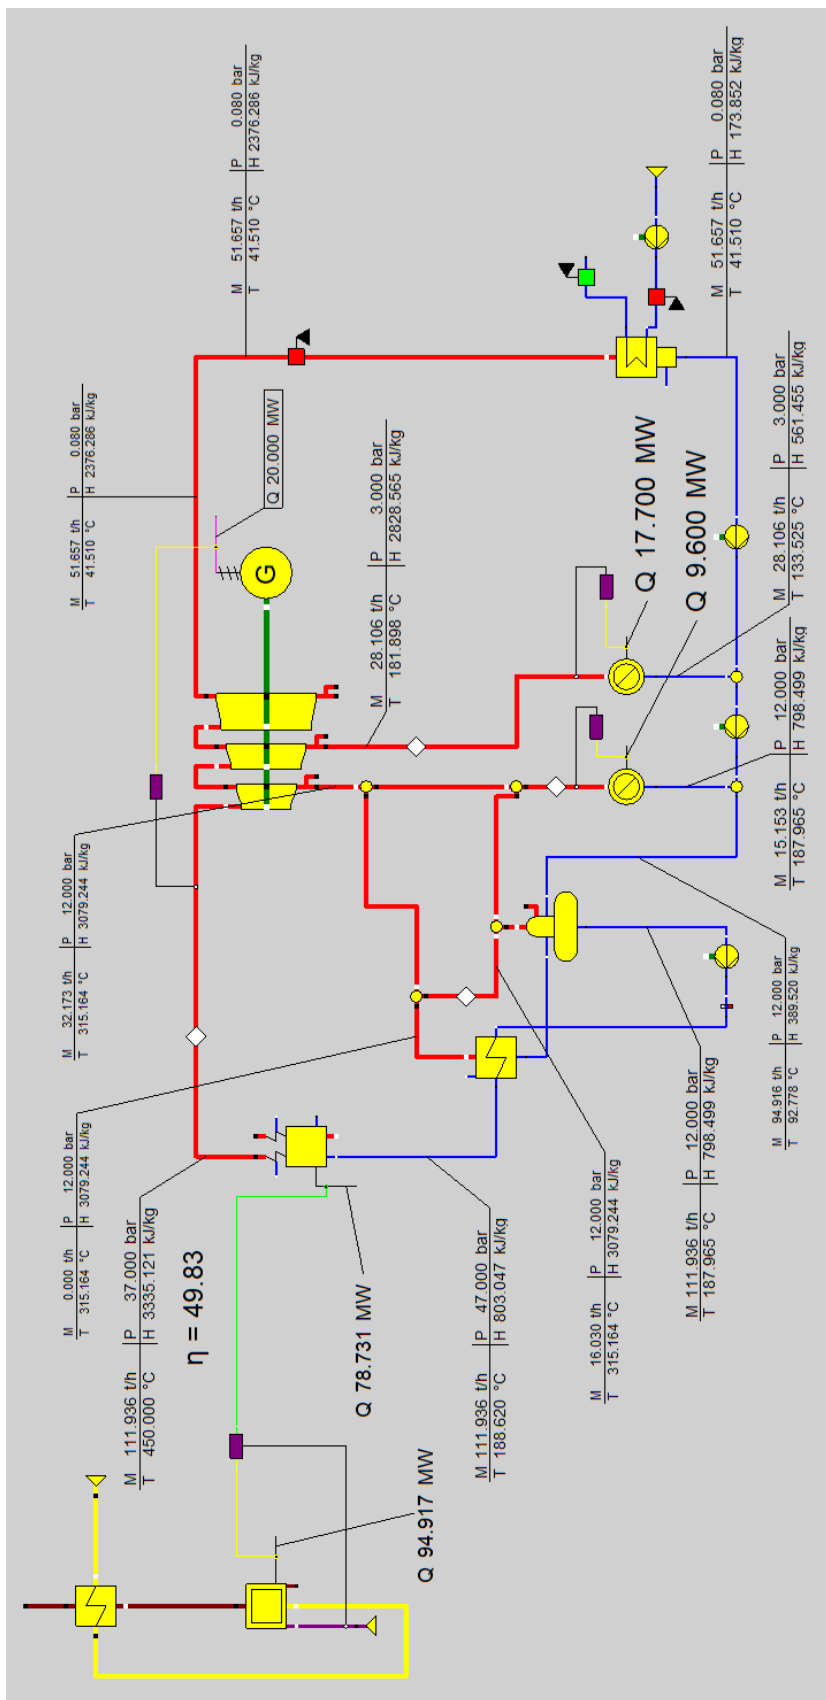 M 51.657 t/h P 0.080 bar
T 41.510 °C H 2376.286 kJ/kg
M 51.657 t/h P 0.080 bar
T 41.510 °C H 2376.286 kJ/kg
Q 20.000 MW
G
M 28.106 t/h P 3.000 bar
T 181.898 °C H 2828.565 kJ/kg
M 51.657 t/h P 0.080 bar
T 41.510 °C H 173.852 kJ/kg
Q 17.700 MW
Q 9.600 MW
M 28.106 t/h P 3.000 bar
T 133.525 °C H 561.455 kJ/kg
M 15.153 t/h P 12.000 bar
T 187.965 °C H 798.499 kJ/kg
M 32.173 t/h P 12.000 bar
T 315.164 °C H 3079.244 kJ/kg
M 0.000 t/h P 12.000 bar
T 315.164 °C H 3079.244 kJ/kg
M 111.936 t/h P 37.000 bar
T 450.000 °C H 3335.121 kJ/kg
η = 49.83
Q 78.731 MW
M 111.936 t/h P 47.000 bar
T 188.620 °C H 803.047 kJ/kg
M 16.030 t/h P 12.000 bar
T 315.164 °C H 3079.244 kJ/kg
M 111.936 t/h P 12.000 bar
T 187.965 °C H 798.499 kJ/kg
M 94.916 t/h P 12.000 bar
T 92.778 °C H 389.520 kJ/kg
Q 94.917 MW